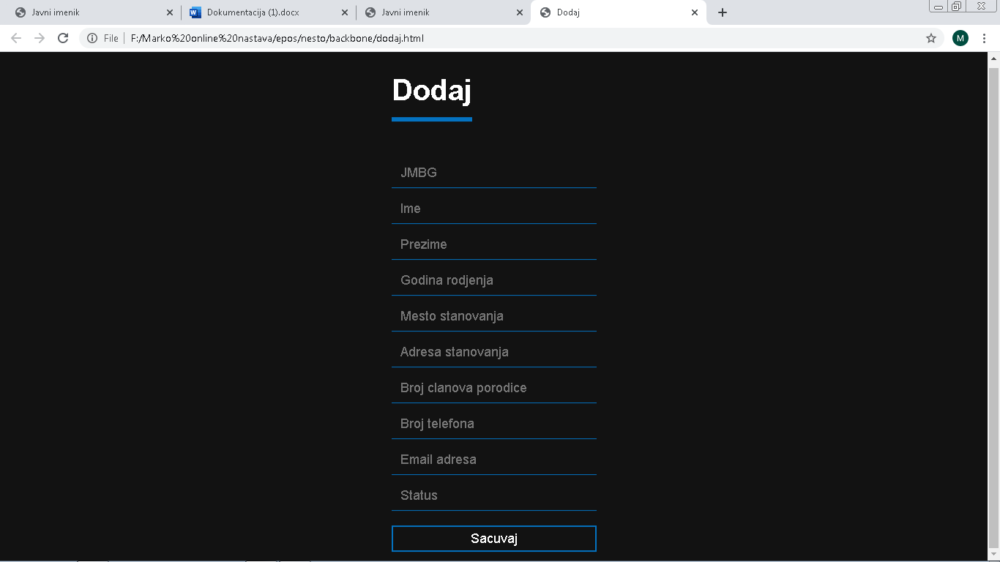 Javni imenik
Dokumentacija (1).docx
Javni imenik
Dodaj
File
F:/Marko%20online%20nastava/epos/nesto/backbone/dodaj.html
M
Dodaj
JMBG
Ime
Prezime
Godina rodjenja
Mesto stanovanja
Adresa stanovanja
Broj clanova porodice
Broj telefona
Email adresa
Status
Sacuvaj